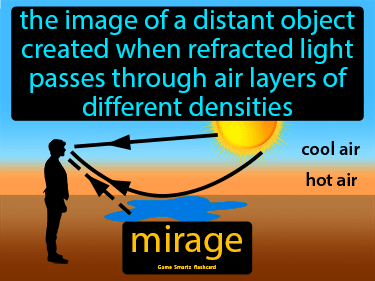 the image of a distant object
created when refracted light
passes through air layers of
different densities
cool air
hot air
mirage
Game Smartz flashcard